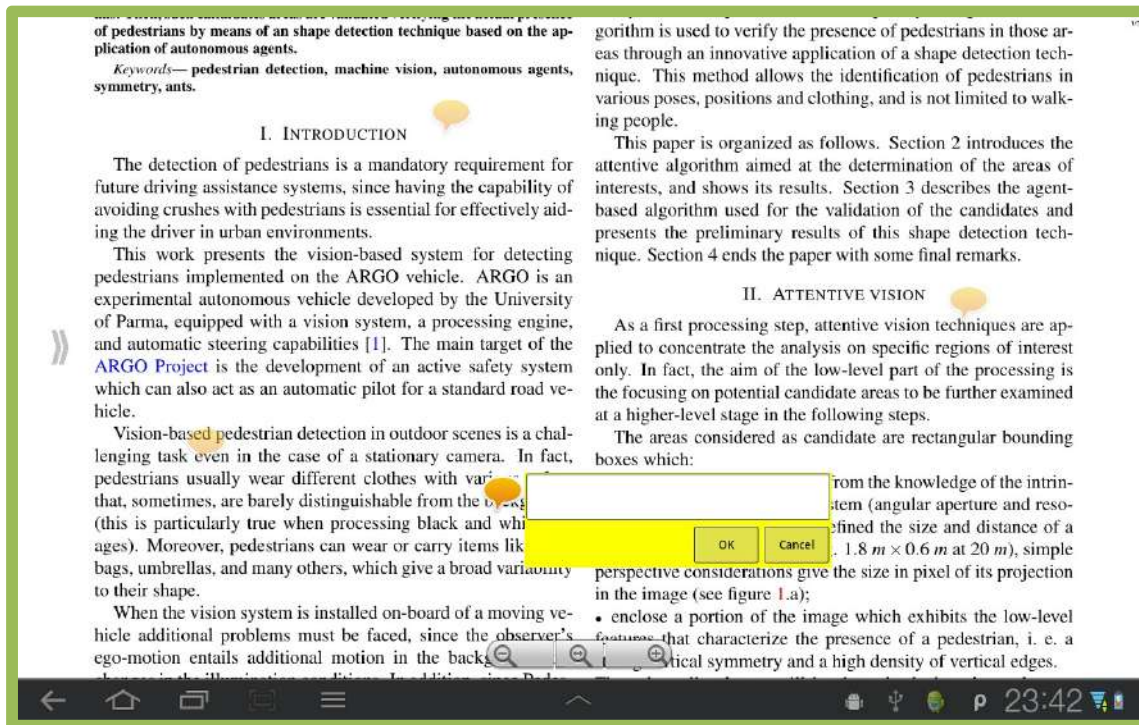 of pedestrians by means of an shape detection technique based on the ap-
plication of autonomous agents.
Keywords— pedestrian detection, machine vision, autonomous agents,
symmetry, ants.
I. INTRODUCTION
The detection of pedestrians is a mandatory requirement for
future driving assistance systems, since having the capability of
avoiding crushes with pedestrians is essential for effectively aid-
ing the driver in urban environments.
This work presents the vision-based system for detecting
pedestrians implemented on the ARGO vehicle. ARGO is an
experimental autonomous vehicle developed by the University
of Parma, equipped with a vision system, a processing engine,
and automatic steering capabilities [1]. The main target of the
ARGO Project is the development of an active safety system
which can also act as an automatic pilot for a standard road ve-
hicle.
Vision-based pedestrian detection in outdoor scenes is a chal-
lenging task even in the case of a stationary camera. In fact,
pedestrians usually wear different clothes with
that, sometimes, are barely distinguishable from the
(this is particularly true when processing black and
ages). Moreover, pedestrians can wear or carry items
bags, umbrellas, and many others, which give a broad variability
to their shape.
When the vision system is installed on-board of a moving ve-
hicle additional problems must be faced, since the observer's
ego-motion entails additional motion in the
gorithm is used to verify the presence of pedestrians in those ar-
eas through an innovative application of a shape detection tech-
nique. This method allows the identification of pedestrians in
various poses, positions and clothing, and is not limited to walk-
ing people.
This paper is organized as follows. Section 2 introduces the
attentive algorithm aimed at the determination of the areas of
interests, and shows its results. Section 3 describes the agent-
based algorithm used for the validation of the candidates and
presents the preliminary results of this shape detection tech-
nique. Section 4 ends the paper with some final remarks.
II. ATTENTIVE VISION
As a first processing step, attentive vision techniques are ap-
plied to concentrate the analysis on specific regions of interest
only. In fact, the aim of the low-level part of the processing is
the focusing on potential candidate areas to be further examined
at a higher-level stage in the following steps.
The areas considered as candidate are rectangular bounding
boxes which:
from the knowledge of the intrin-
(angular aperture and reso-
the size and distance of a
1.8 m × 0.6 m at 20 m), simple
OK Cancel
perspective considerations give the size in pixel of its projection
in the image (see figure 1.a);
• enclose a portion of the image which exhibits the low-level
features that characterize the presence of a pedestrian, i. e. a
symmetry and a high density of vertical edges.
23:42